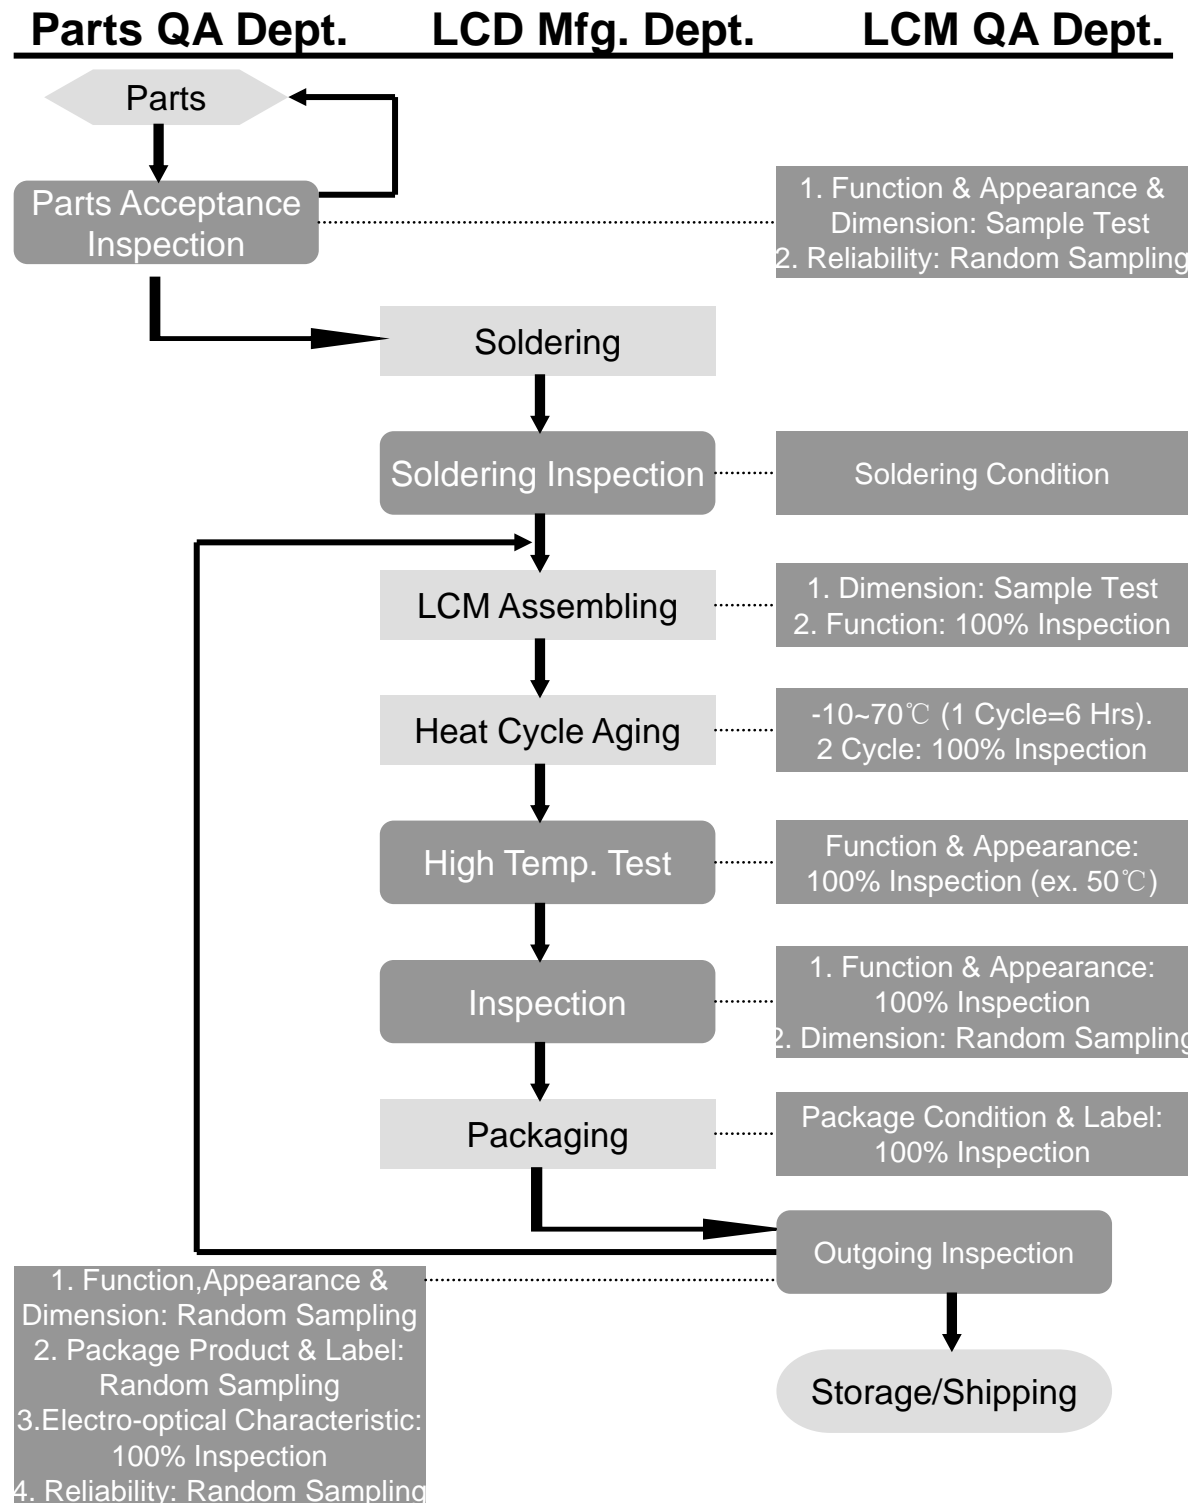 Parts QA Dept.
LCD Mfg. Dept.
LCM QA Dept.
Parts
Parts Acceptance
Inspection
1. Function & Appearance &
Dimension: Sample Test
2. Reliability: Random Sampling
Soldering
Soldering Inspection
Soldering Condition
LCM Assembling
1. Dimension: Sample Test
2. Function: 100% Inspection
Heat Cycle Aging
-10~70℃ (1 Cycle=6 Hrs).
2 Cycle: 100% Inspection
High Temp. Test
Function & Appearance:
100% Inspection (ex. 50℃)
Inspection
1. Function & Appearance:
100% Inspection
2. Dimension: Random Sampling
Packaging
Package Condition & Label:
100% Inspection
Outgoing Inspection
1. Function,Appearance &
Dimension: Random Sampling
2. Package Product & Label:
Random Sampling
3.Electro-optical Characteristic:
100% Inspection
4. Reliability: Random Sampling
Storage/Shipping